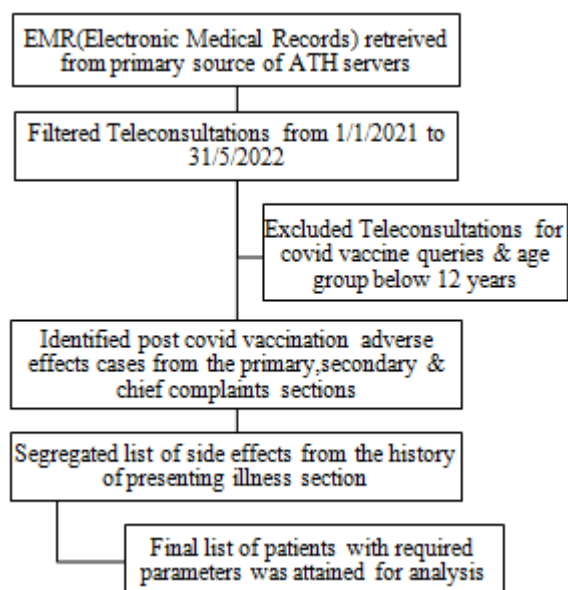 EMR(Electronic Medical Records) retreived
from primary source of ATH servers
Filtered Teleconsultations from 1/1/2021 to
31/5/2022
Excluded Teleconsultations for
covid vaccine queries & age
group below 12 years
Identified post covid vaccination adverse
effects cases from the primary,secondary &
chief complaints sections
Segregated list of side effects from the history
of presenting illness section
Final list of patients with required
parameters was attained for analysis